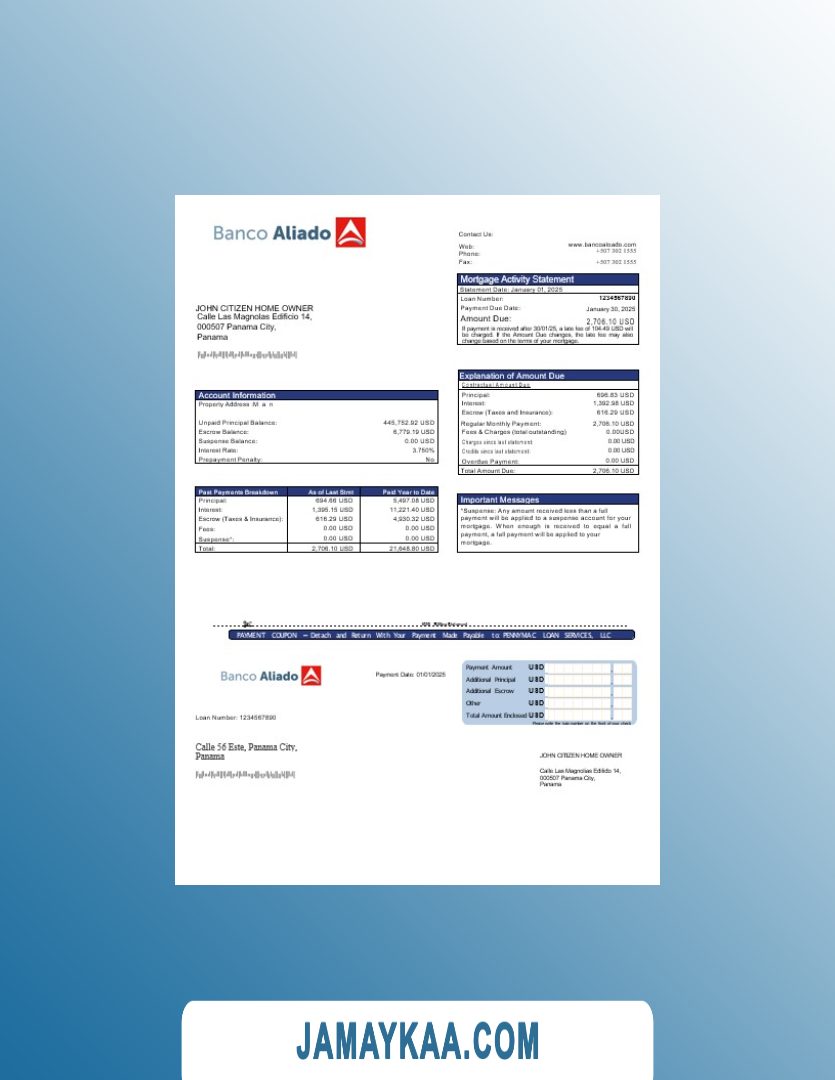 Banco Aliado
Contact Us:
Web: www.bancoaliado.com
Phone: +507 302 1555
Fax: +507 302 1555
Mortgage Activity Statement
Statement Date: January 01, 2025
Loan Number: 1234567890
Payment Due Date: January 30, 2025
Amount Due: 2,706.10 USD
If payment is received after 30/01/25, a late fee of 104.49 USD will
be charged. If the Amount Due changes, the late fee may also
change based on the terms of your mortgage.
JOHN CITIZEN HOME OWNER
Calle Las Magnolas Edificio 14,
000507 Panama City,
Panama
Explanation of Amount Due
Contractual Amount Due
Principal: 696.83 USD
Interest: 1,392.98 USD
Escrow (Taxes and Insurance): 616.29 USD
Regular Monthly Payment: 2,706.10 USD
Fees & Charges (total outstanding) 0.00USD
Charges since last statement: 0.00 USD
Credits since last statement: 0.00 USD
Overdue Payment: 0.00 USD
Total Amount Due: 2,706.10 USD
Account Information
Property Address M a n
Unpaid Principal Balance: 445,752.92 USD
Escrow Balance: 6,779.19 USD
Suspense Balance: 0.00 USD
Interest Rate: 3.750%
Prepayment Penalty: No
Past Payments Breakdown As of Last Stmt Paid Year to Date
Principal: 694.66 USD 5,497.08 USD
Interest: 1,395.15 USD 11,221.40 USD
Escrow (Taxes & Insurance): 616.29 USD 4,930.32 USD
Fees: 0.00 USD 0.00 USD
Suspense*: 0.00 USD 0.00 USD
Total: 2,706.10 USD 21,648.80 USD
Important Messages
*Suspense: Any amount received less than a full
payment will be applied to a suspense account for your
mortgage. When enough is received to equal a full
payment, a full payment will be applied to your
mortgage.
PAYMENT COUPON – Detach and Return With Your Payment Made Payable to: PENNYMAC LOAN SERVICES, LLC
Banco Aliado
Payment Date: 01/01/2025
Payment Amount USD
Additional Principal USD
Additional Escrow USD
Other USD
Total Amount Enclosed USD
Loan Number: 1234567890
Calle 56 Este, Panama City,
Panama
JOHN CITIZEN HOME OWNER
Calle Las Magnolas Edificio 14,
000507 Panama City,
Panama
JAMAYKAA.COM